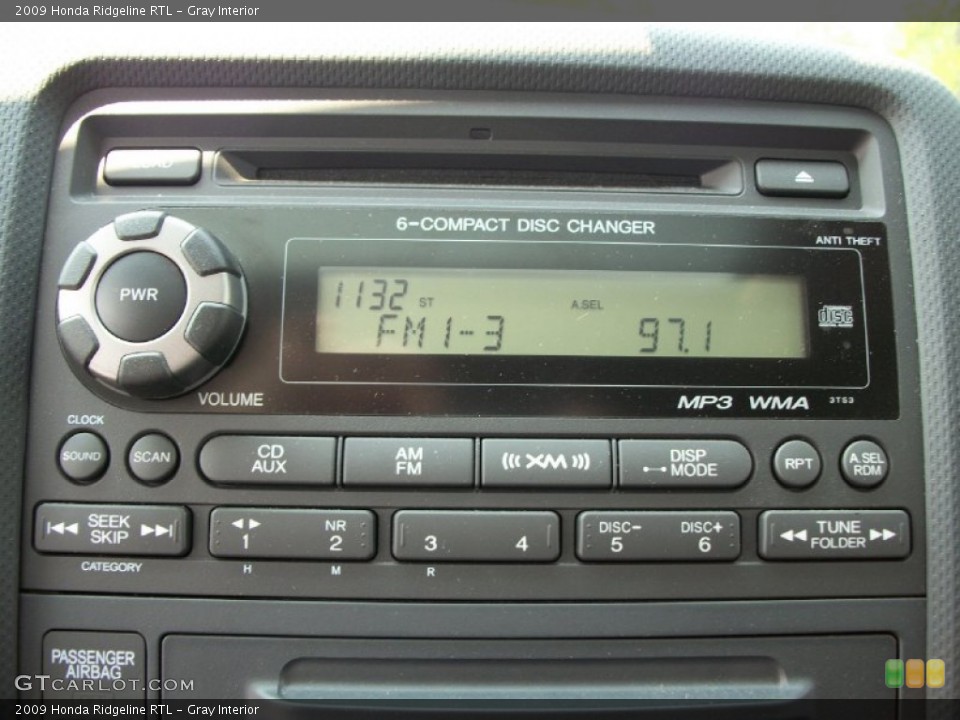 2009 Honda Ridgeline RTL - Gray Interior
6-COMPACT DISC CHANGER
ANTI THEFT
PWR
1132 ST A.SEL
FM1-3 97.1
disc
VOLUME
MP3 WMA 3TS3
CLOCK
SOUND
SCAN
CD
AUX
AM
FM
XM
DISP
MODE
RPT
A.SEL
RDM
SEEK
SKIP
CATEGORY
1
NR
2
3 4
DISC- DISC+
5 6
TUNE
FOLDER
H M R
PASSENGER
AIRBAG
GTCARLOT.COM
2009 Honda Ridgeline RTL - Gray Interior